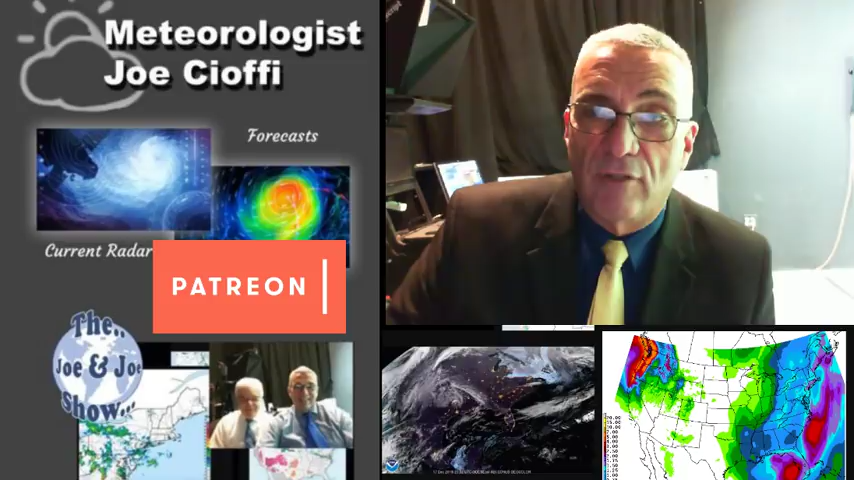 Meteorologist
Joe Cioffi
Forecasts
Current Radar
PATREON
The..
Joe & Joe
Show...